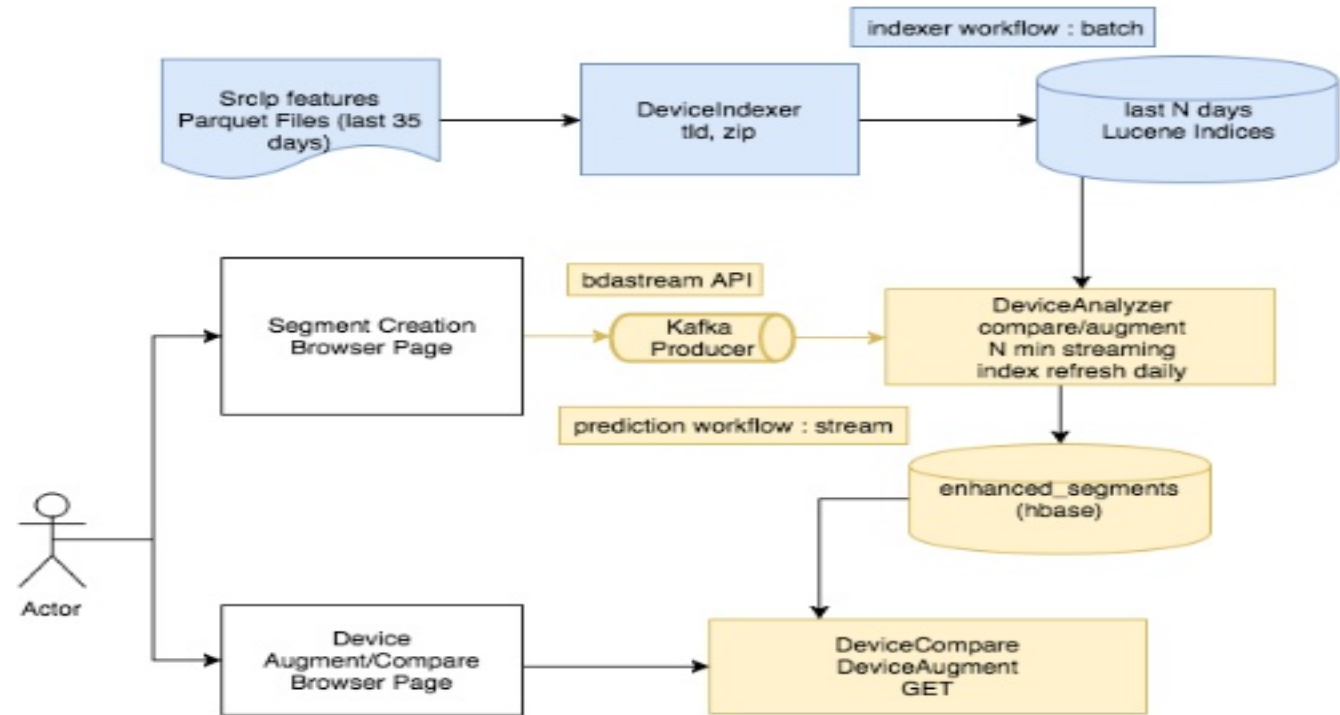 indexer workflow : batch
SrcIp features
Parquet Files (last 35
days)
DeviceIndexer
tld, zip
last N days
Lucene Indices
Segment Creation
Browser Page
bdastream API
Kafka
Producer
DeviceAnalyzer
compare/augment
N min streaming
index refresh daily
prediction workflow : stream
enhanced_segments
(hbase)
Actor
Device
Augment/Compare
Browser Page
DeviceCompare
DeviceAugment
GET